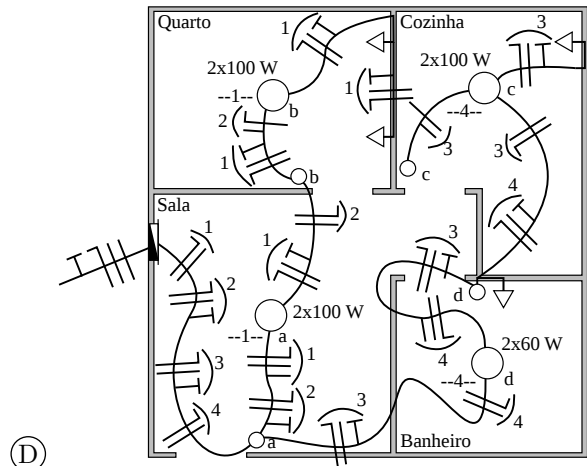 Quarto
Cozinha
1
3
2x100 W
2x100 W
--1--
b
1
c
2
--4--
3
3
1
b
c
Sala
4
1
2
3
1
2
d
2x100 W
--1--
a
2x60 W
4
3
1
--4--
d
2
3
4
4
a
Banheiro
D